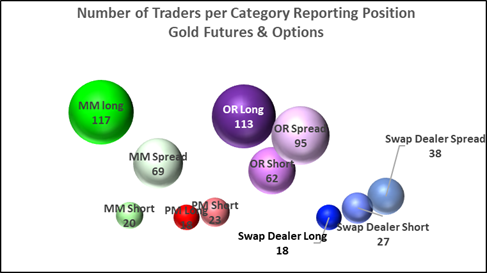 Number of Traders per Category Reporting Position
Gold Futures & Options
MM long
117
OR Long
113
OR Spread
95
Swap Dealer Spread
38
MM Spread
69
OR Short
62
MM Short
20
PM Long
PM Short
23
Swap Dealer Long
18
Swap Dealer Short
27